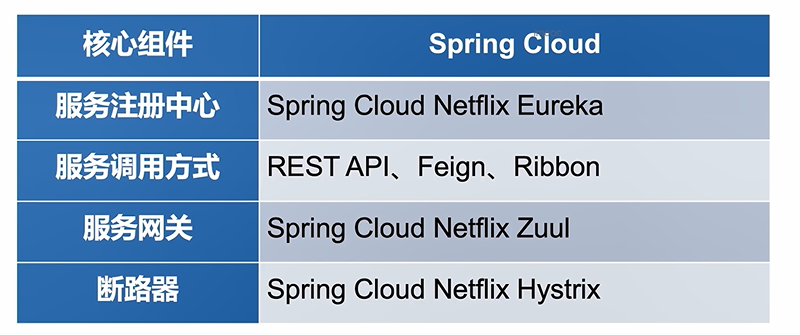 核心组件
Spring Cloud
服务注册中心
Spring Cloud Netflix Eureka
服务调用方式
REST API、Feign、Ribbon
服务网关
Spring Cloud Netflix Zuul
断路器
Spring Cloud Netflix Hystrix